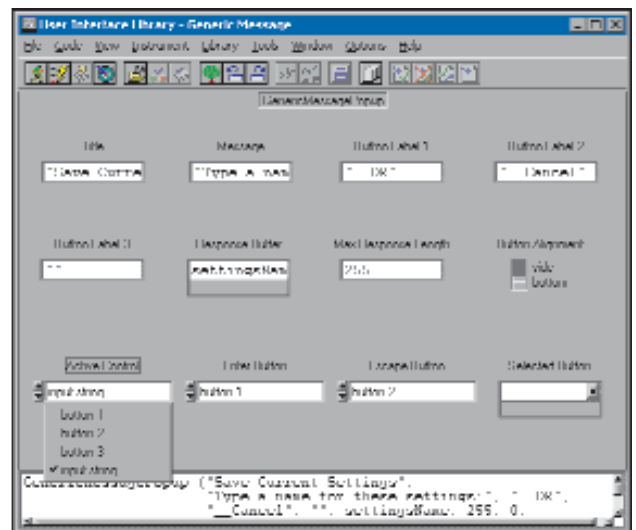 User Interface Library - Generic Message
File Code View Instrument Library Tools Window Options Help
GenericMessagePopup
Title Message Button Label 1 Button Label 2
"Save Curre "Type a nam "__OK" "__Cancel"
Button Label 3 Response Buffer Max Response Length Button Alignment
"" settingsNam 255 side
bottom
Active Control Enter Button Escape Button Selected Button
input string button 1 button 2
button 1
button 2
button 3
input string
GenericMessagePopup ("Save Current Settings",
"Type a name for these settings:", "__OK",
"__Cancel", "", settingsName, 255, 0,